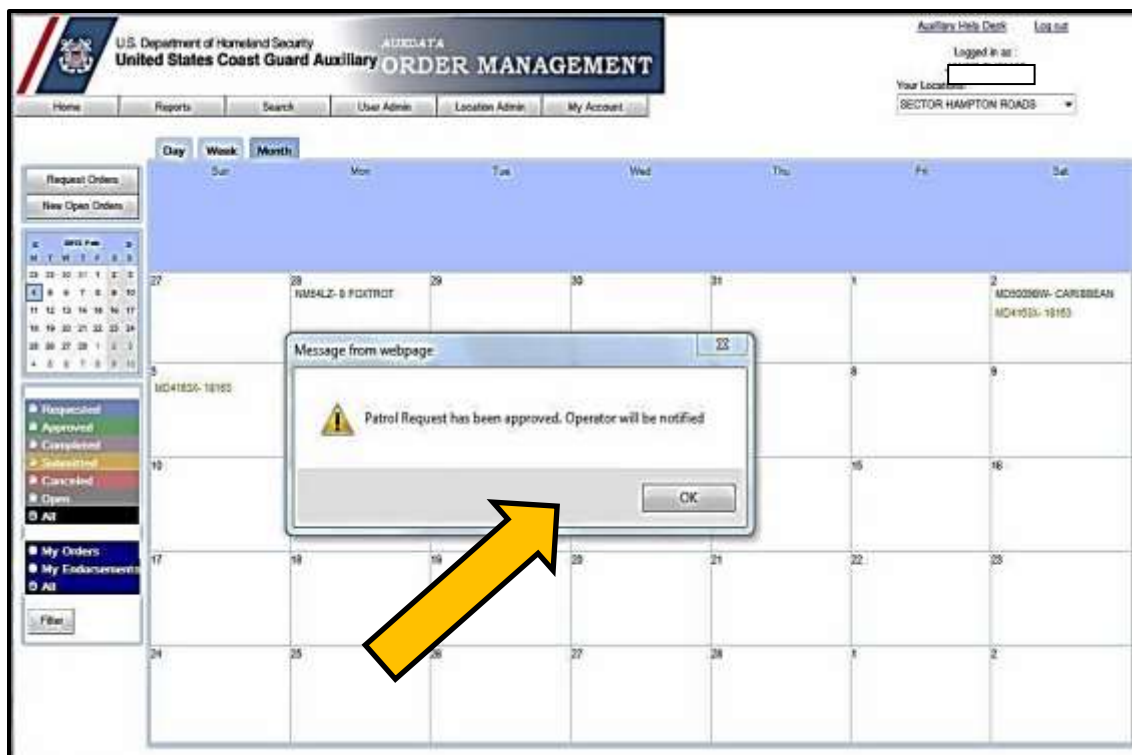 U.S. Department of Homeland Security
United States Coast Guard Auxiliary
AUXDATA
ORDER MANAGEMENT
Auxiliary Help Desk Log out
Logged in as :
Your Location:
SECTOR HAMPTON ROADS
Home Reports Search User Admin Location Admin My Account
Day Week Month
Request Orders
New Open Orders
Sun Mon Tue Wed Thu Fri Sat
27 28 29 30 31 1 2
- CARIBBEAN
- 18163
3 8 9
- 18163
Message from webpage
Patrol Request has been approved. Operator will be notified
OK
10 15 16
17 18 19 20 21 22 23
24 25 26 27 28 1 2
Requested
Approved
Completed
Submitted
Canceled
Open
All
My Orders
My Endorsements
All
Filter